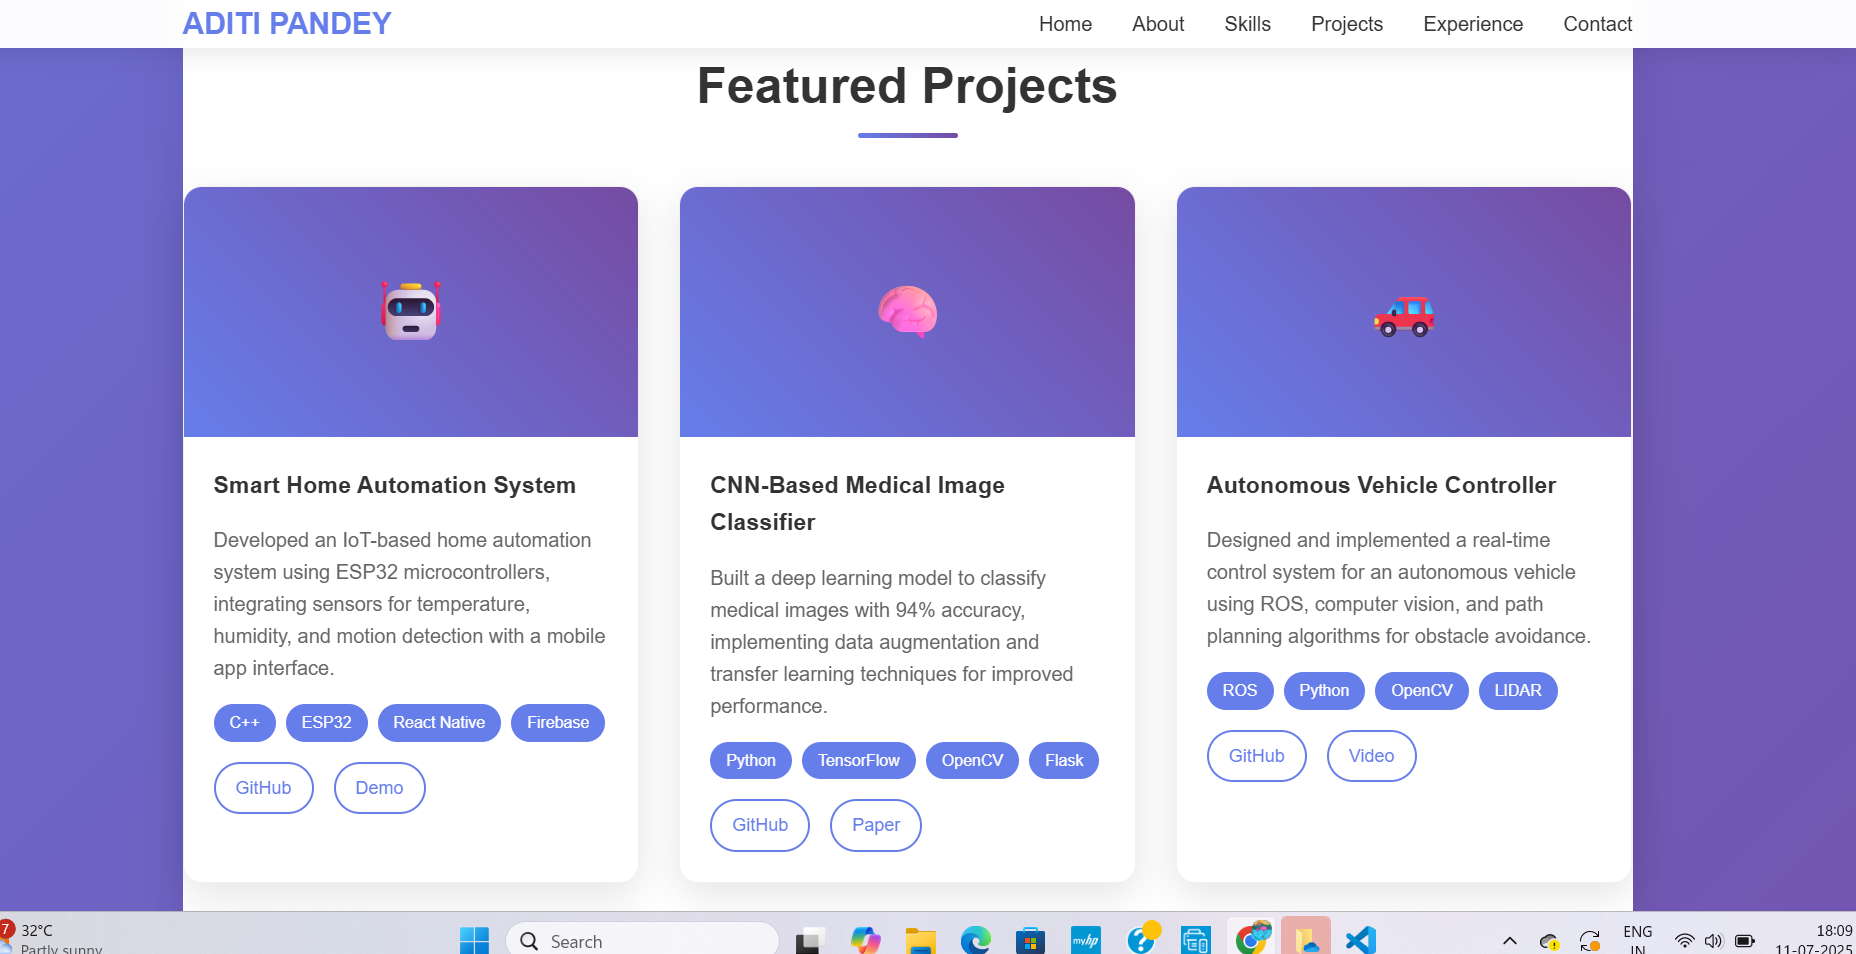 ADITI PANDEY
Home About Skills Projects Experience Contact
Featured Projects
Smart Home Automation System
Developed an IoT-based home automation
system using ESP32 microcontrollers,
integrating sensors for temperature,
humidity, and motion detection with a mobile
app interface.
C++ ESP32 React Native Firebase
GitHub Demo
CNN-Based Medical Image
Classifier
Built a deep learning model to classify
medical images with 94% accuracy,
implementing data augmentation and
transfer learning techniques for improved
performance.
Python TensorFlow OpenCV Flask
GitHub Paper
Autonomous Vehicle Controller
Designed and implemented a real-time
control system for an autonomous vehicle
using ROS, computer vision, and path
planning algorithms for obstacle avoidance.
ROS Python OpenCV LIDAR
GitHub Video
7
32°C
Partly sunny
Search
myhp
ENG
IN
18:09
11-07-2025